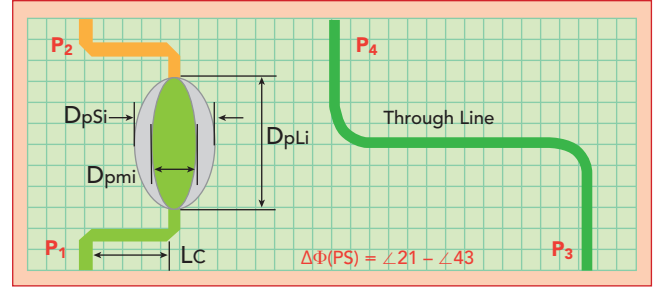 P2
P4
DpSi
Through Line
DpLi
Dpmi
P1
LC
ΔΦ(PS) = ∠21 – ∠43
P3